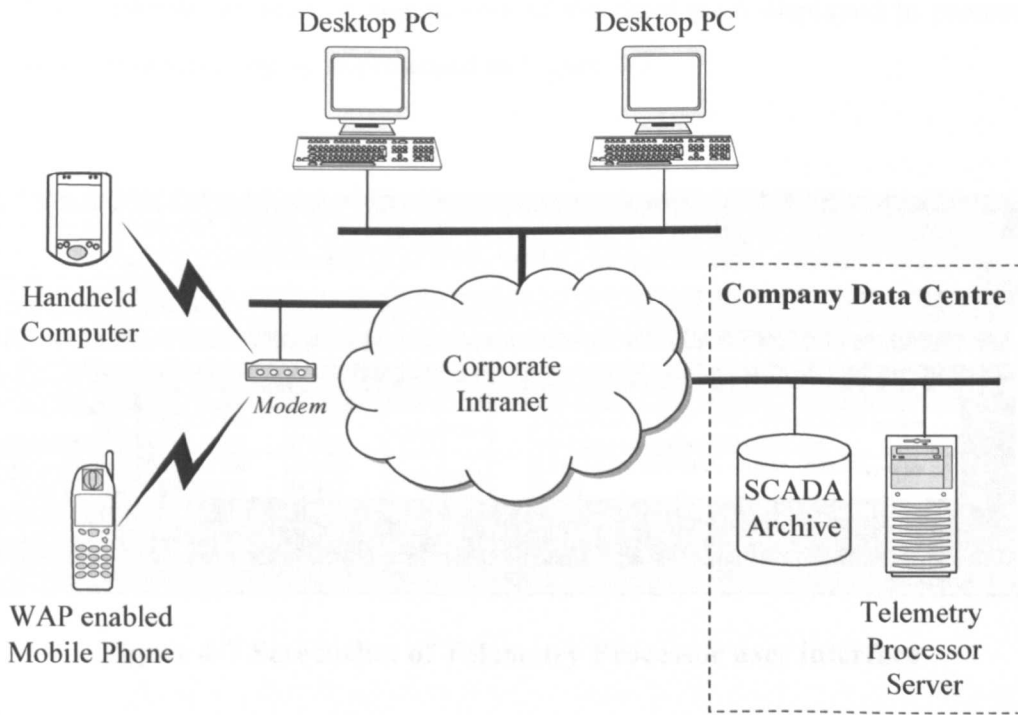 Desktop PC
Desktop PC
Handheld
Computer
Modem
Corporate
Intranet
Company Data Centre
SCADA
Archive
WAP enabled
Mobile Phone
Telemetry
Processor
Server